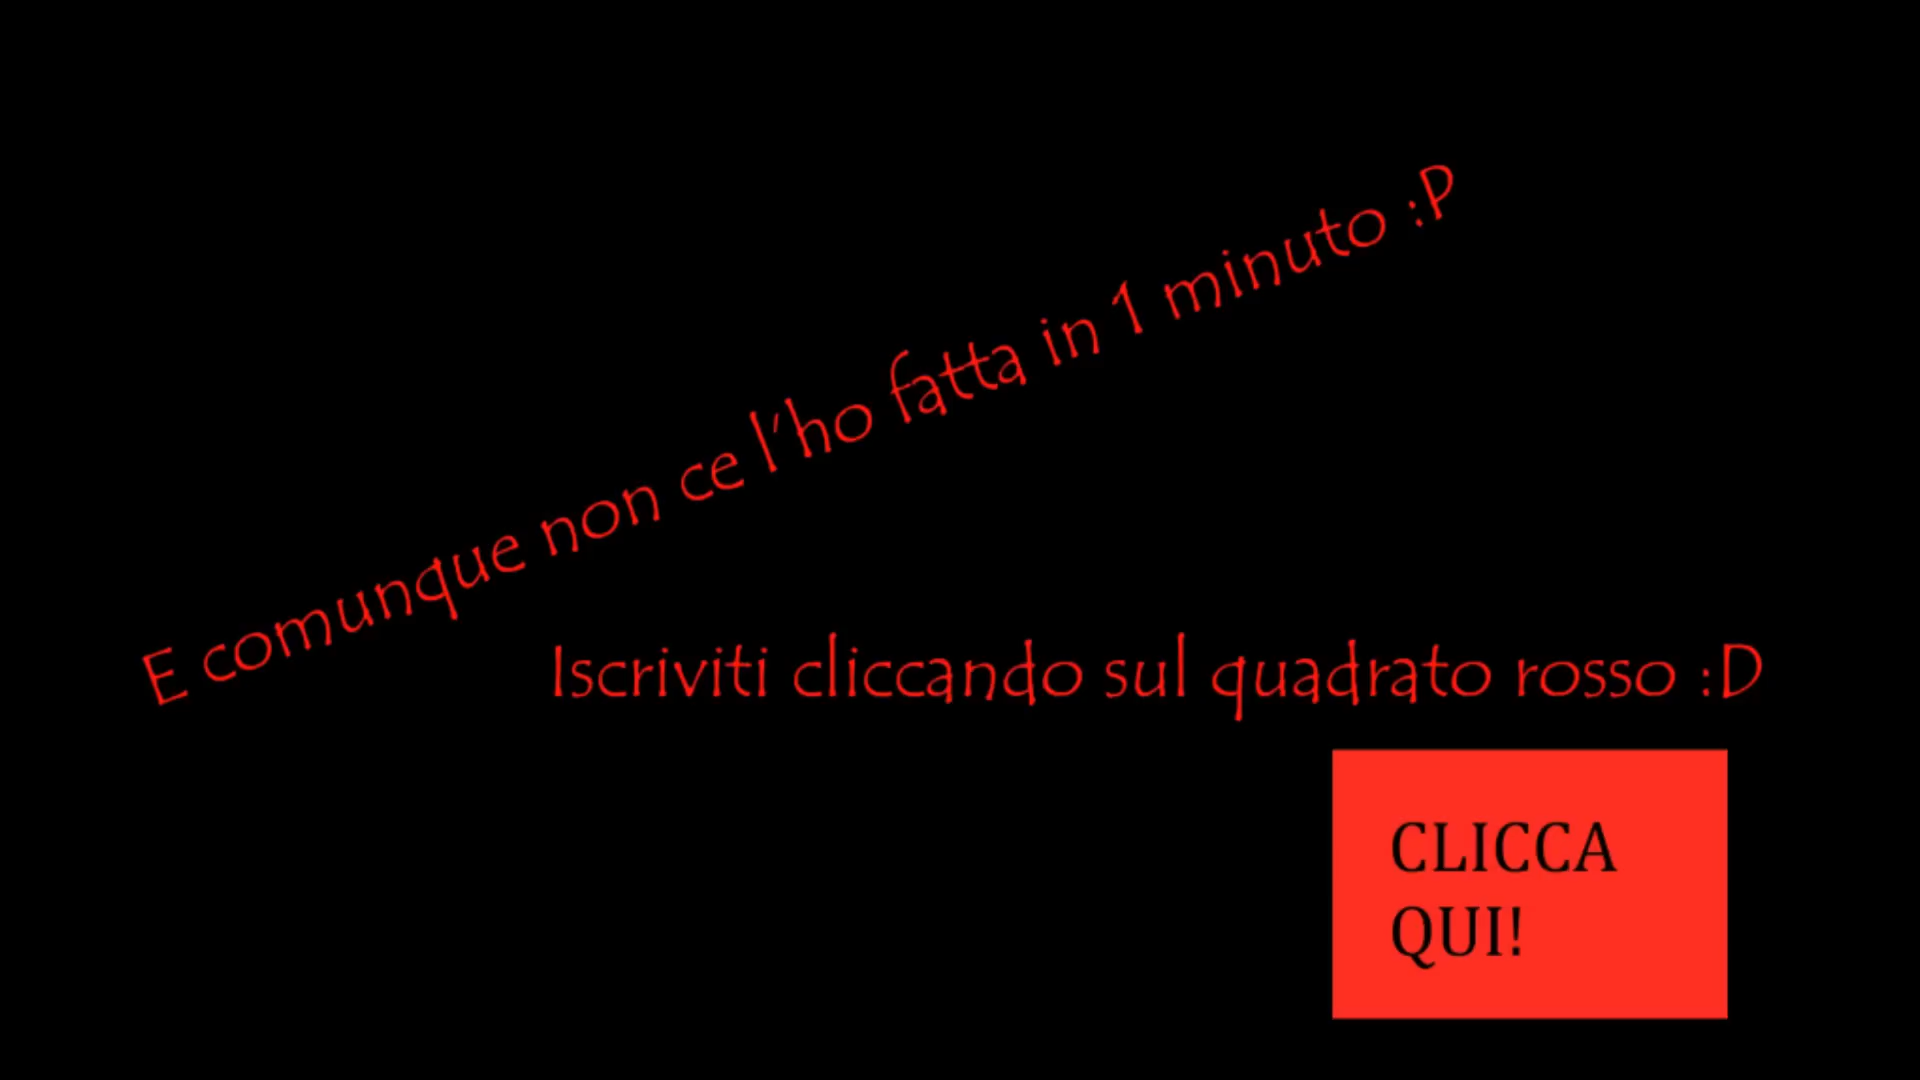 E comunque non ce l'ho fatta in 1 minuto :P
Iscriviti cliccando sul quadrato rosso :D
CLICCA
QUI!